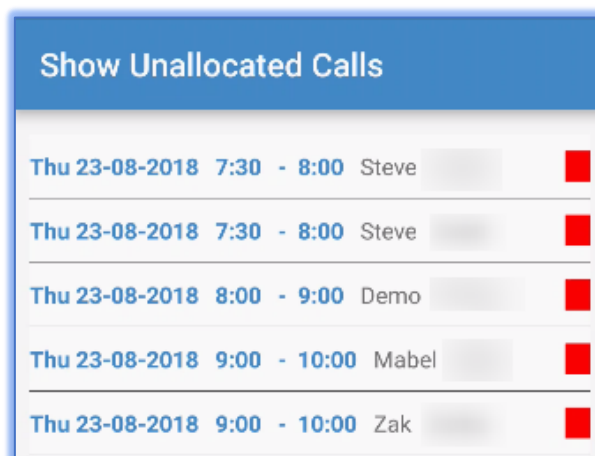 Show Unallocated Calls
Thu 23-08-2018 7:30 - 8:00 Steve
Thu 23-08-2018 7:30 - 8:00 Steve
Thu 23-08-2018 8:00 - 9:00 Demo
Thu 23-08-2018 9:00 - 10:00 Mabel
Thu 23-08-2018 9:00 - 10:00 Zak